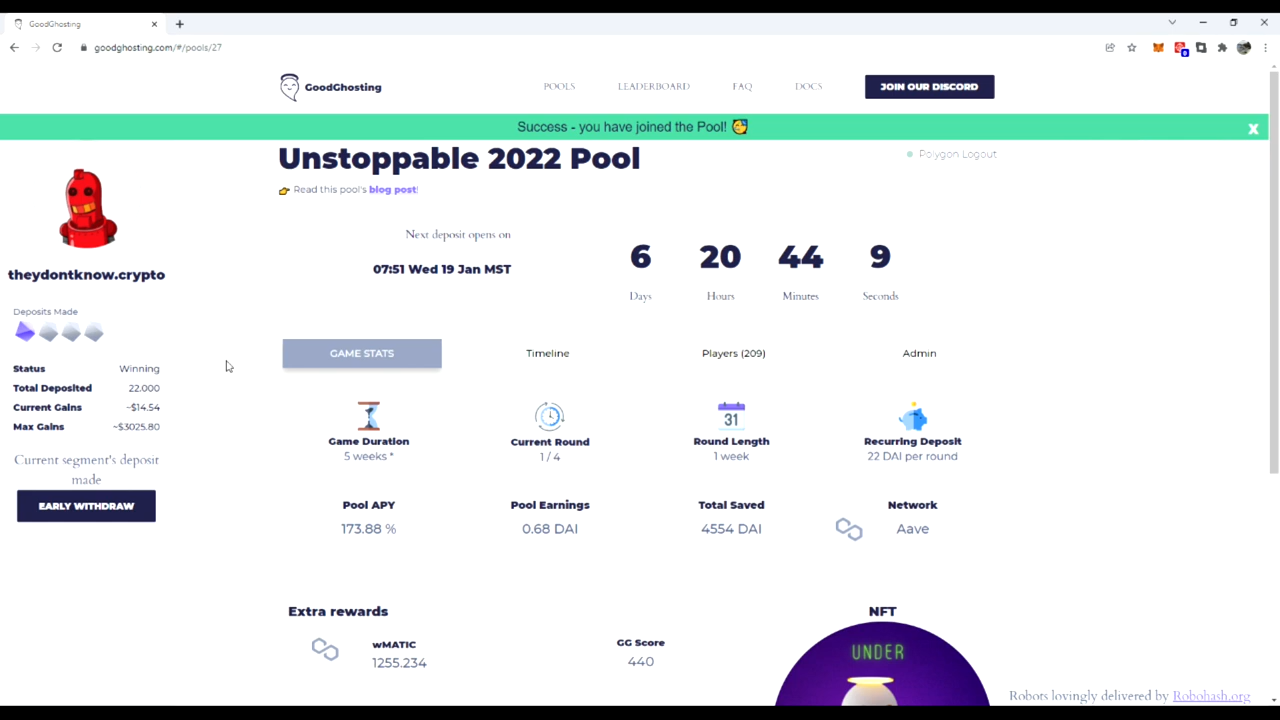 GoodGhosting
goodghosting.com/#/pools/27
GoodGhosting
POOLS
LEADERBOARD
FAQ
DOCS
JOIN OUR DISCORD
Success - you have joined the Pool!
X
Unstoppable 2022 Pool
Polygon Logout
Read this pool's blog post!
theydontknow.crypto
Deposits Made
Status Winning
Total Deposited 22.000
Current Gains ~$14.54
Max Gains ~$3025.80
Current segment's deposit
made
EARLY WITHDRAW
Next deposit opens on
07:51 Wed 19 Jan MST
6 20 44 9
Days Hours Minutes Seconds
GAME STATS
Timeline
Players (209)
Admin
31
Game Duration
5 weeks *
Current Round
1 / 4
Round Length
1 week
Recurring Deposit
22 DAI per round
Pool APY
173.88 %
Pool Earnings
0.68 DAI
Total Saved
4554 DAI
Network
Aave
Extra rewards
wMATIC
1255.234
GG Score
440
NFT
UNDER
Robots lovingly delivered by Robohash.org